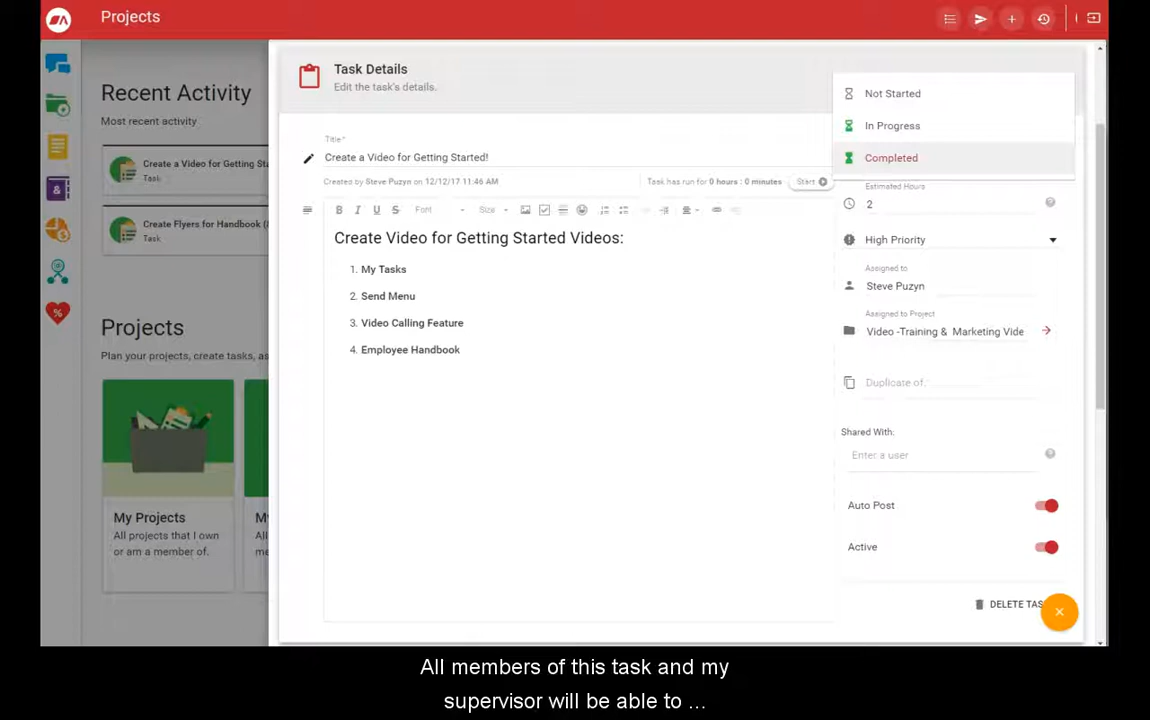 Projects
Recent Activity
Most recent activity
Create a Video for Getting Sta
Task
Create Flyers for Handbook (
Task
Projects
Plan your projects, create tasks, as
My Projects
All projects that I own
or am a member of.
M
All
me
Task Details
Edit the task's details.
Title *
Create a Video for Getting Started!
Created by Steve Puzyn on 12/12/17 11:46 AM
Task has run for 0 hours : 0 minutes
Start
Font
Size
Create Video for Getting Started Videos:
1. My Tasks
2. Send Menu
3. Video Calling Feature
4. Employee Handbook
Not Started
In Progress
Completed
Estimated Hours
2
High Priority
Assigned to
Steve Puzyn
Assigned to Project
Video -Training & Marketing Vide
Duplicate of.
Shared With:
Enter a user
Auto Post
Active
DELETE TAS
All members of this task and my
supervisor will be able to ...